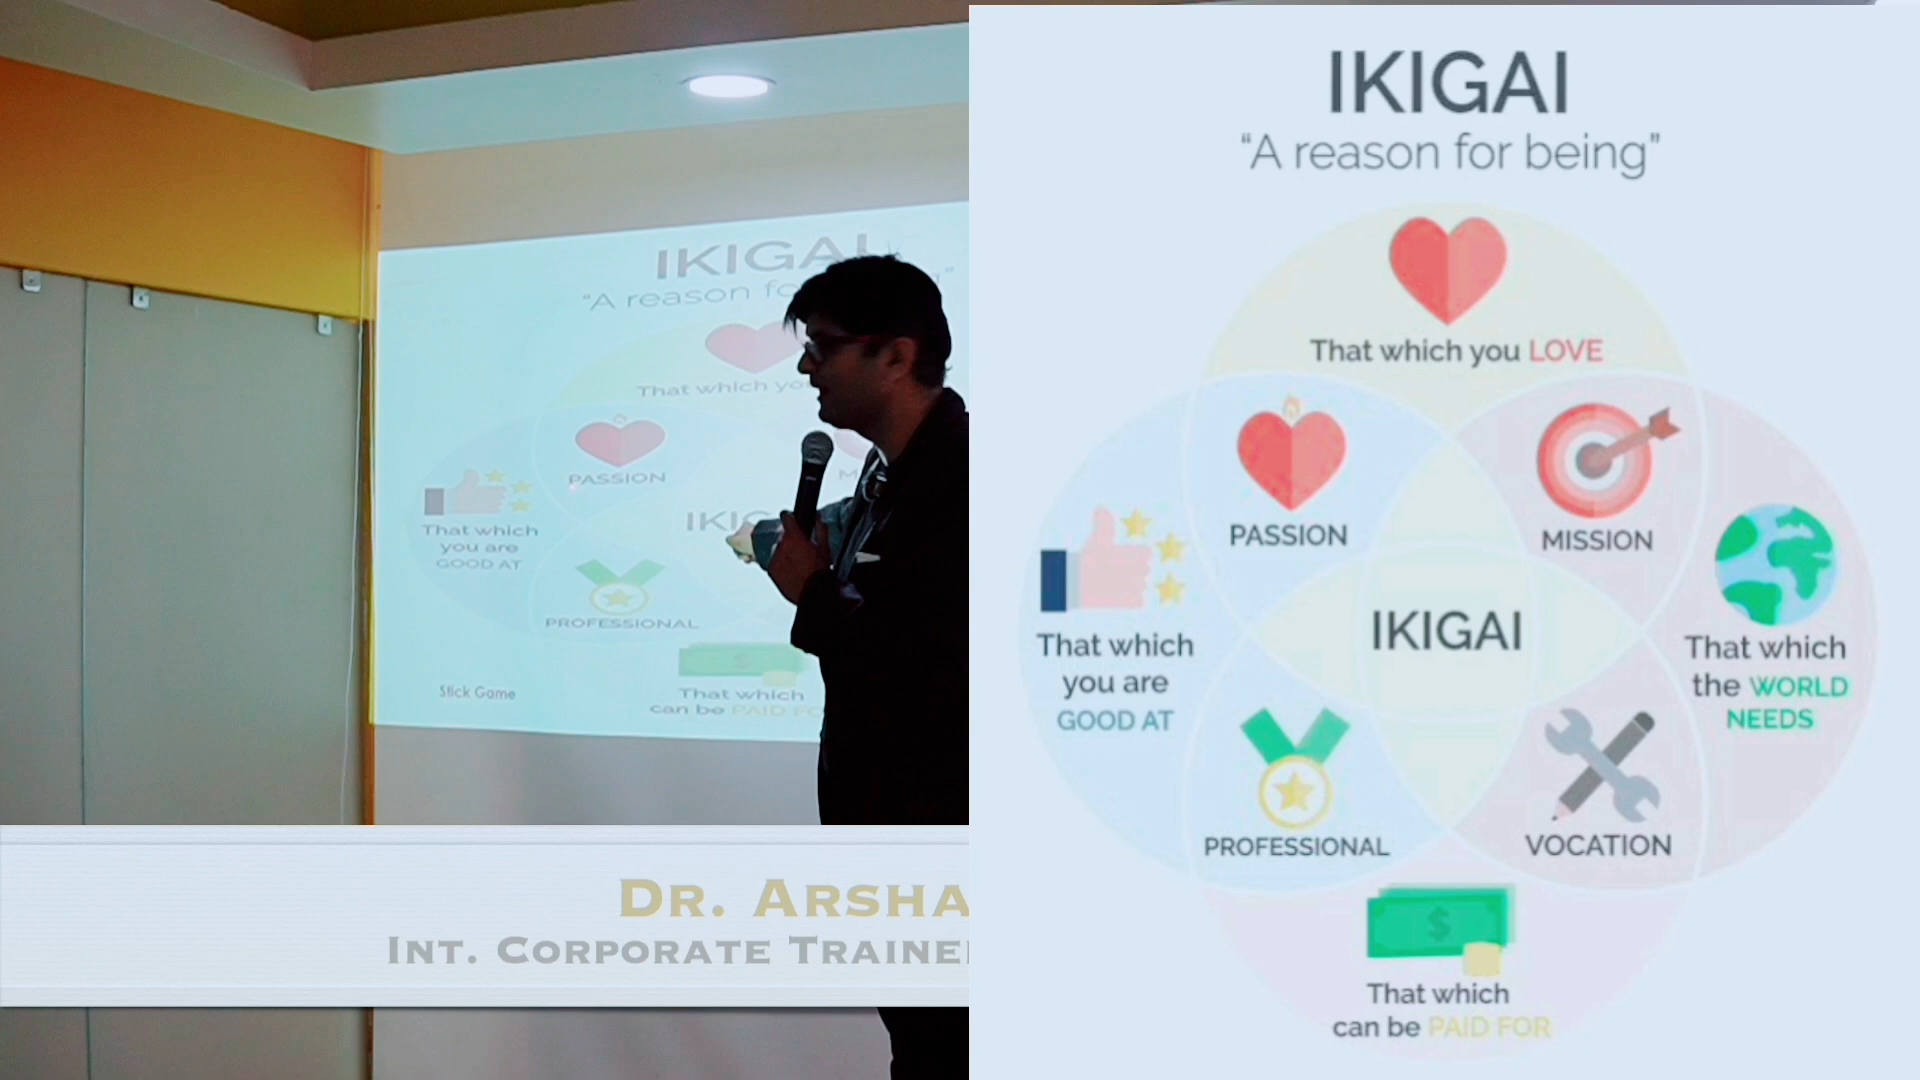 IKIGAI
"A reason fo
That which yo
PASSION
M
That which
you are
GOOD AT
IKIG
PROFESSIONAL
Stick Game
That which
can be PAID FO
DR. ARSHA
INT. CORPORATE TRAINE
IKIGAI
“A reason for being”
That which you LOVE
PASSION
MISSION
That which
you are
GOOD AT
IKIGAI
That which
the WORLD
NEEDS
PROFESSIONAL
VOCATION
That which
can be PAID FOR